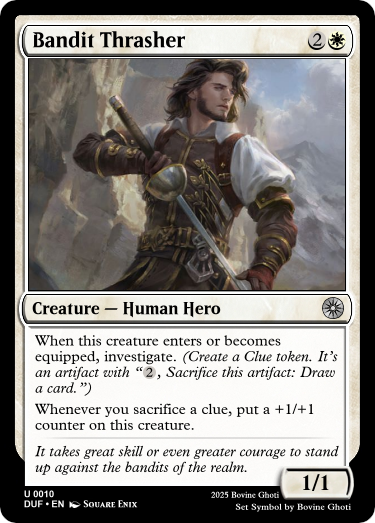 Bandit Thrasher 2
Creature — Human Hero
When this creature enters or becomes
equipped, investigate. (Create a Clue token. It's
an artifact with “2, Sacrifice this artifact: Draw
a card.”)
Whenever you sacrifice a clue, put a +1/+1
counter on this creature.
It takes great skill or even greater courage to stand
up against the bandits of the realm.
1/1
U 0010
DUF • EN Square Enix
2025 Bovine Ghoti
Set Symbol by Bovine Ghoti